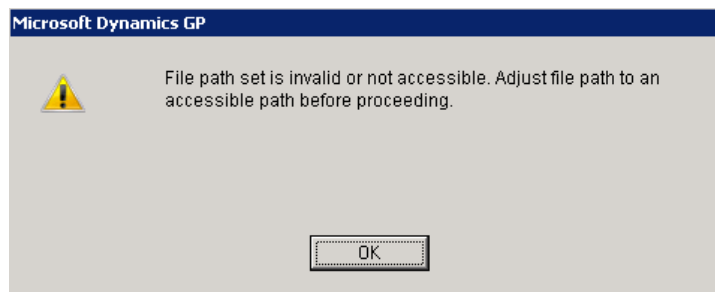 Microsoft Dynamics GP
File path set is invalid or not accessible. Adjust file path to an
accessible path before proceeding.
OK